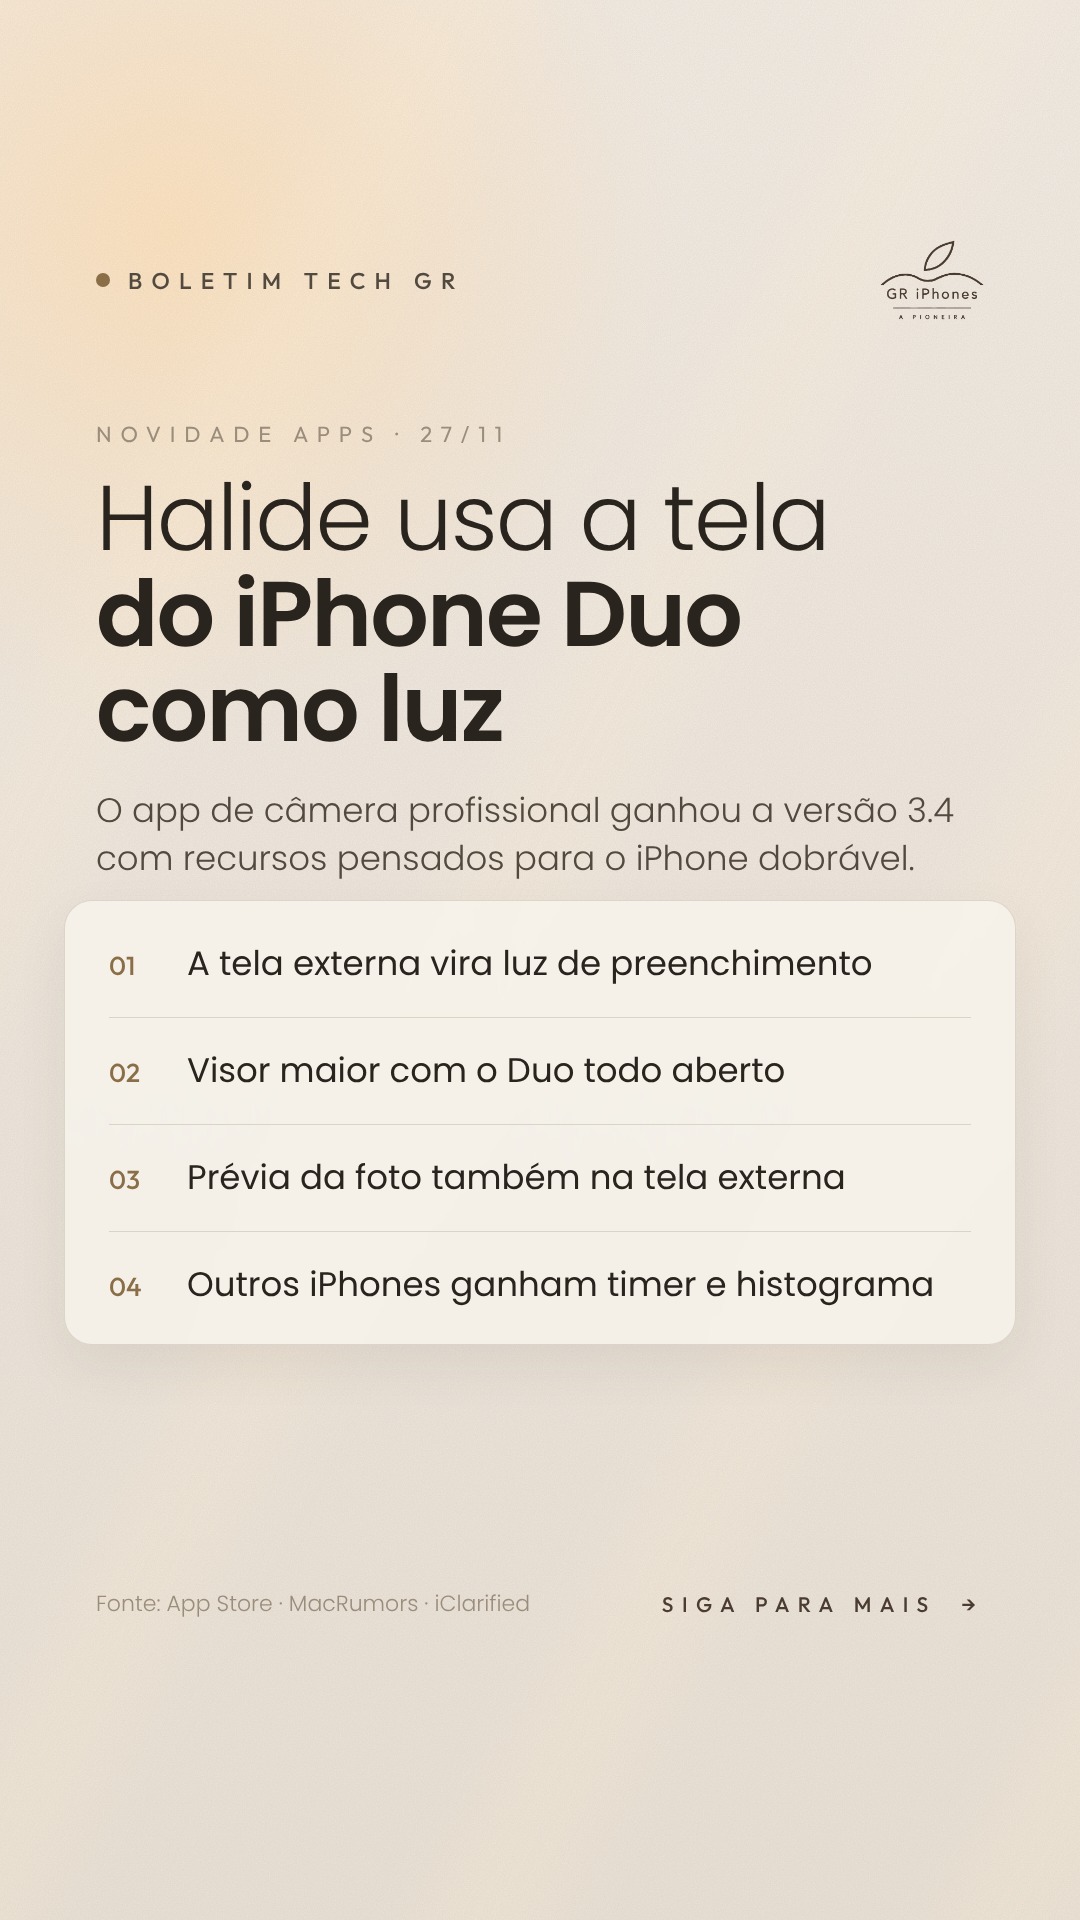 BOLETIM TECH GR
GR iPhones
A PIONEIRA
NOVIDADE APPS · 27/11
Halide usa a tela
do iPhone Duo
como luz
O app de câmera profissional ganhou a versão 3.4
com recursos pensados para o iPhone dobrável.
01 A tela externa vira luz de preenchimento
02 Visor maior com o Duo todo aberto
03 Prévia da foto também na tela externa
04 Outros iPhones ganham timer e histograma
Fonte: App Store · MacRumors · iClarified
SIGA PARA MAIS →